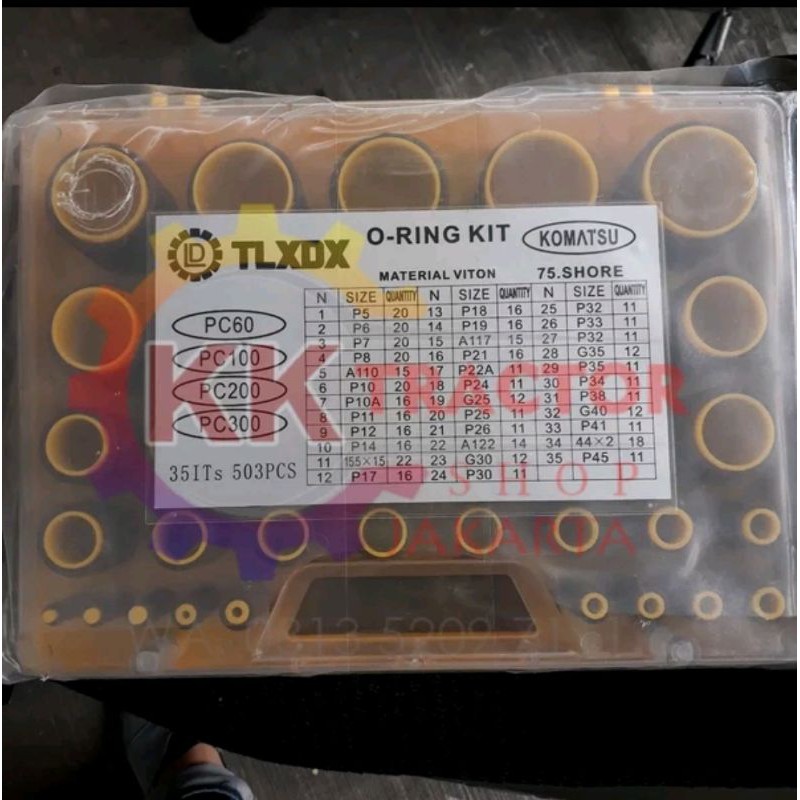 TLXDX O-RING KIT KOMATSU
MATERIAL VITON 75.SHORE
PC60
PC100
PC200
PC300
35ITs 503PCS
N SIZE QUANTITY N SIZE QUANTITY N SIZE QUANTITY
1 P5 20 13 P18 16 25 P32 11
2 P6 20 14 P19 16 26 P33 11
3 P7 20 15 A117 15 27 P32 11
4 P8 20 16 P21 16 28 G35 12
5 A110 15 17 P22A 11 29 P35 11
6 P10 20 18 P24 11 30 P34 11
7 P10A 16 19 G25 12 31 P38 11
8 P11 16 20 P25 11 32 G40 12
9 P12 16 21 P26 11 33 P41 11
10 P14 16 22 A122 14 34 44×2 18
11 155×15 22 23 G30 12 35 P45 11
12 P17 16 24 P30 11
KK TRACTOR
SHOP
JAKARTA